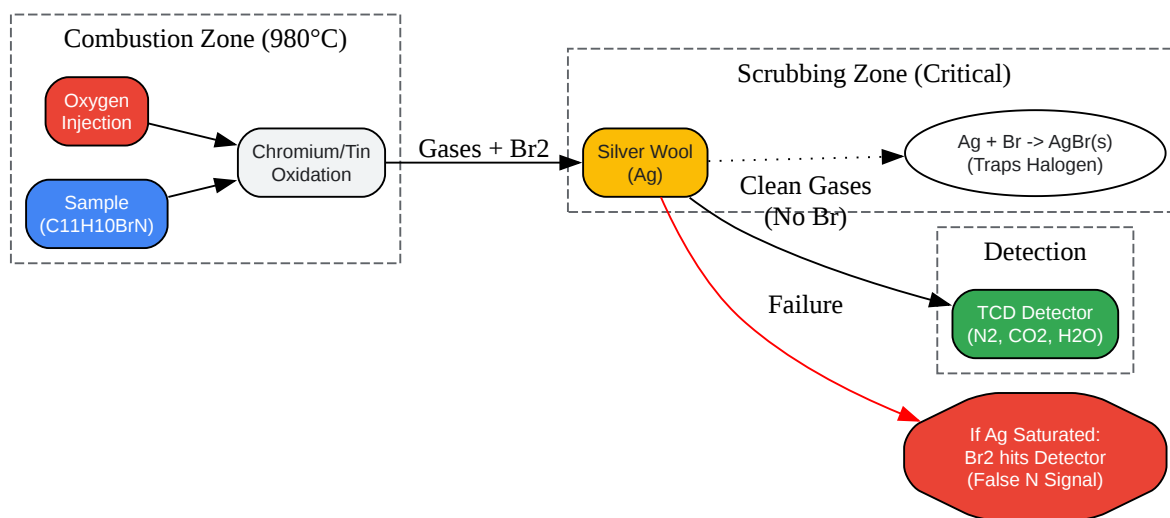 Combustion Zone (980°C)
Oxygen
Injection
Sample
(C11H10BrN)
Chromium/Tin
Oxidation
Gases + Br2
Scrubbing Zone (Critical)
Silver Wool
(Ag)
Ag + Br -> AgBr(s)
(Traps Halogen)
Clean Gases
(No Br)
Failure
Detection
TCD Detector
(N2, CO2, H2O)
If Ag Saturated:
Br2 hits Detector
(False N Signal)